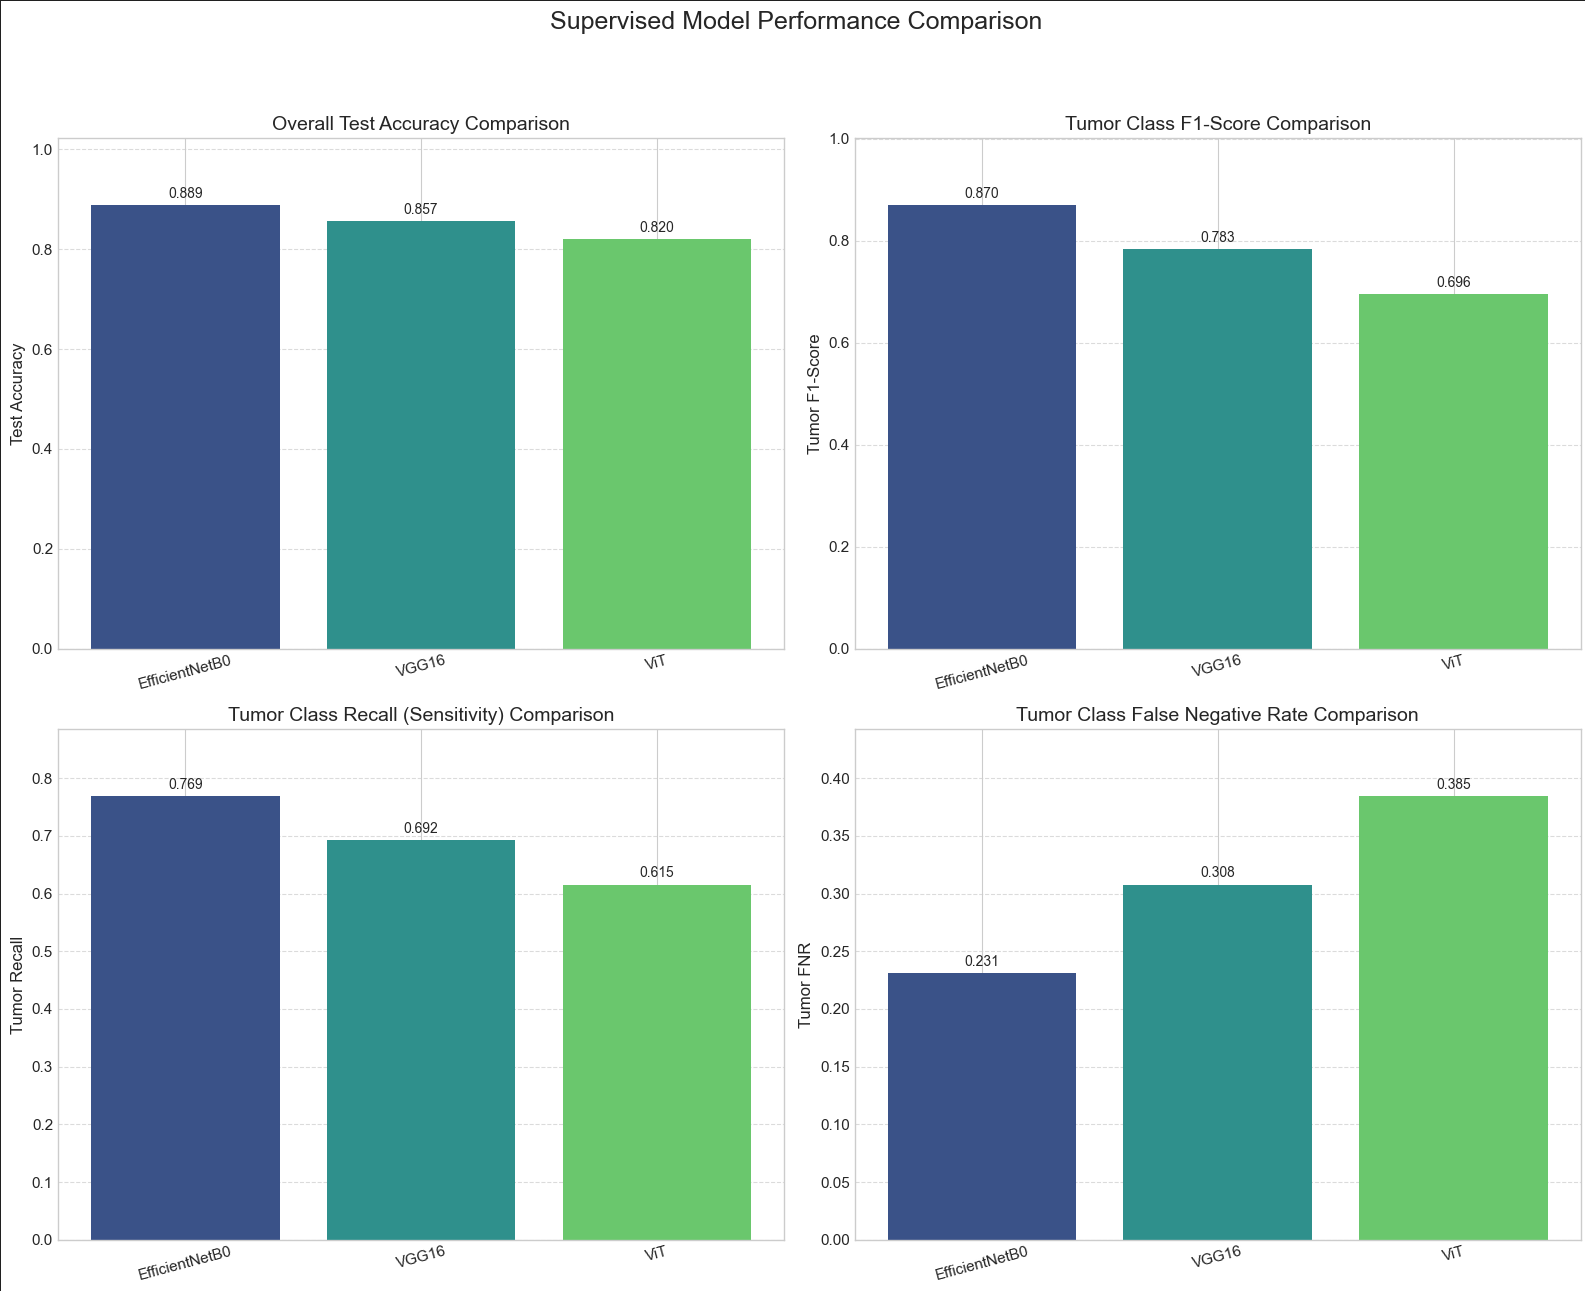 Supervised Model Performance Comparison
Overall Test Accuracy Comparison
Test Accuracy
1.0
0.8
0.6
0.4
0.2
0.0
0.889
0.857
0.820
EfficientNetB0
VGG16
ViT
Tumor Class F1-Score Comparison
Tumor F1-Score
1.0
0.8
0.6
0.4
0.2
0.0
0.870
0.783
0.696
EfficientNetB0
VGG16
ViT
Tumor Class Recall (Sensitivity) Comparison
Tumor Recall
0.8
0.7
0.6
0.5
0.4
0.3
0.2
0.1
0.0
0.769
0.692
0.615
EfficientNetB0
VGG16
ViT
Tumor Class False Negative Rate Comparison
Tumor FNR
0.40
0.35
0.30
0.25
0.20
0.15
0.10
0.05
0.00
0.231
0.308
0.385
EfficientNetB0
VGG16
ViT